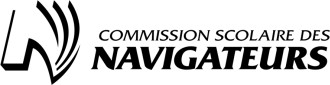 COMMISSION SCOLAIRE DES
NAVIGATEURS